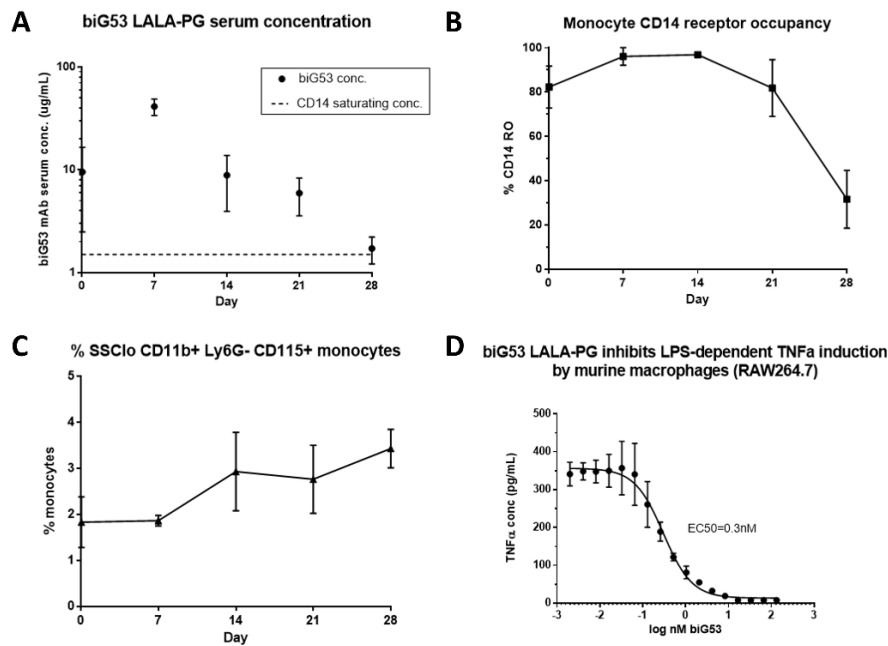 A
biG53 LALA-PG serum concentration
biG53 mAb serum conc. (ug/mL)
100
10
1
biG53 conc.
CD14 saturating conc.
0 7 14 21 28
Day
B
Monocyte CD14 receptor occupancy
% CD14 RO
100
80
60
40
20
0
0 7 14 21 28
Day
C
% SSClo CD11b+ Ly6G- CD115+ monocytes
% monocytes
5
4
3
2
1
0
0 7 14 21 28
Day
D
biG53 LALA-PG inhibits LPS-dependent TNFa induction
by murine macrophages (RAW264.7)
TNFα conc (pg/mL)
500
400
300
200
100
0
EC50=0.3nM
-3 -2 -1 0 1 2 3
log nM biG53